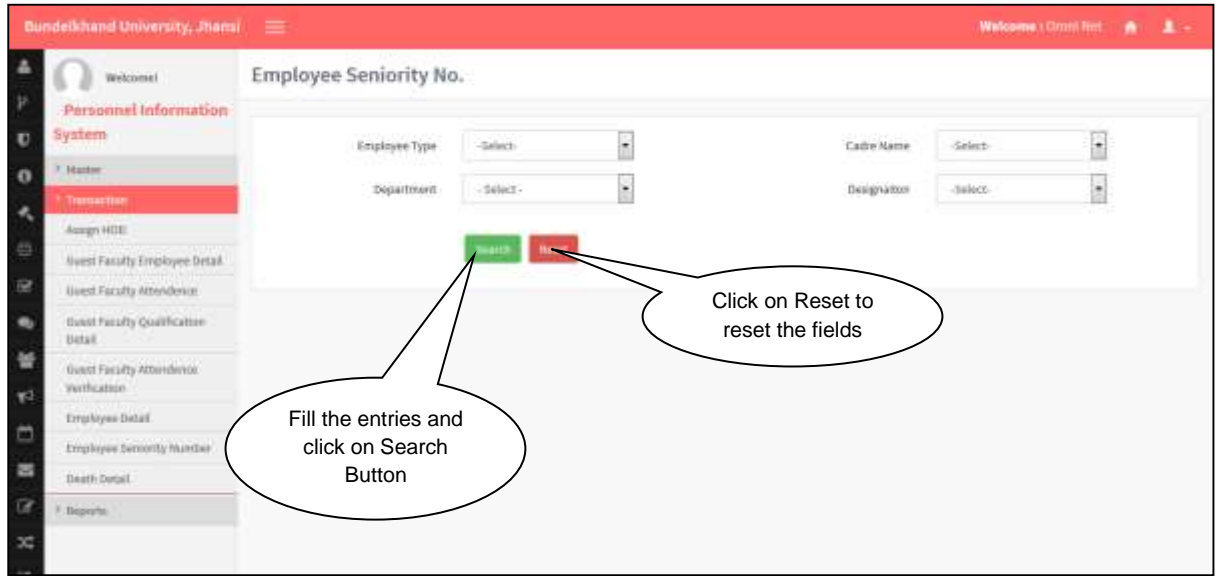 Bundelkhand University, Jhansi
Welcome : Omni Net
Welcome!
Personnel Information
System
Master
Transaction
Assign HOD
Guest Faculty Employee Detail
Guest Faculty Attendence
Guest Faculty Qualification
Detail
Guest Faculty Attendence
Verification
Employee Detail
Employee Seniority Number
Death Detail
Reports
Employee Seniority No.
Employee Type
-Select-
Cadre Name
-Select-
Department
- Select -
Designation
-Select-
Search
Reset
Click on Reset to
reset the fields
Fill the entries and
click on Search
Button